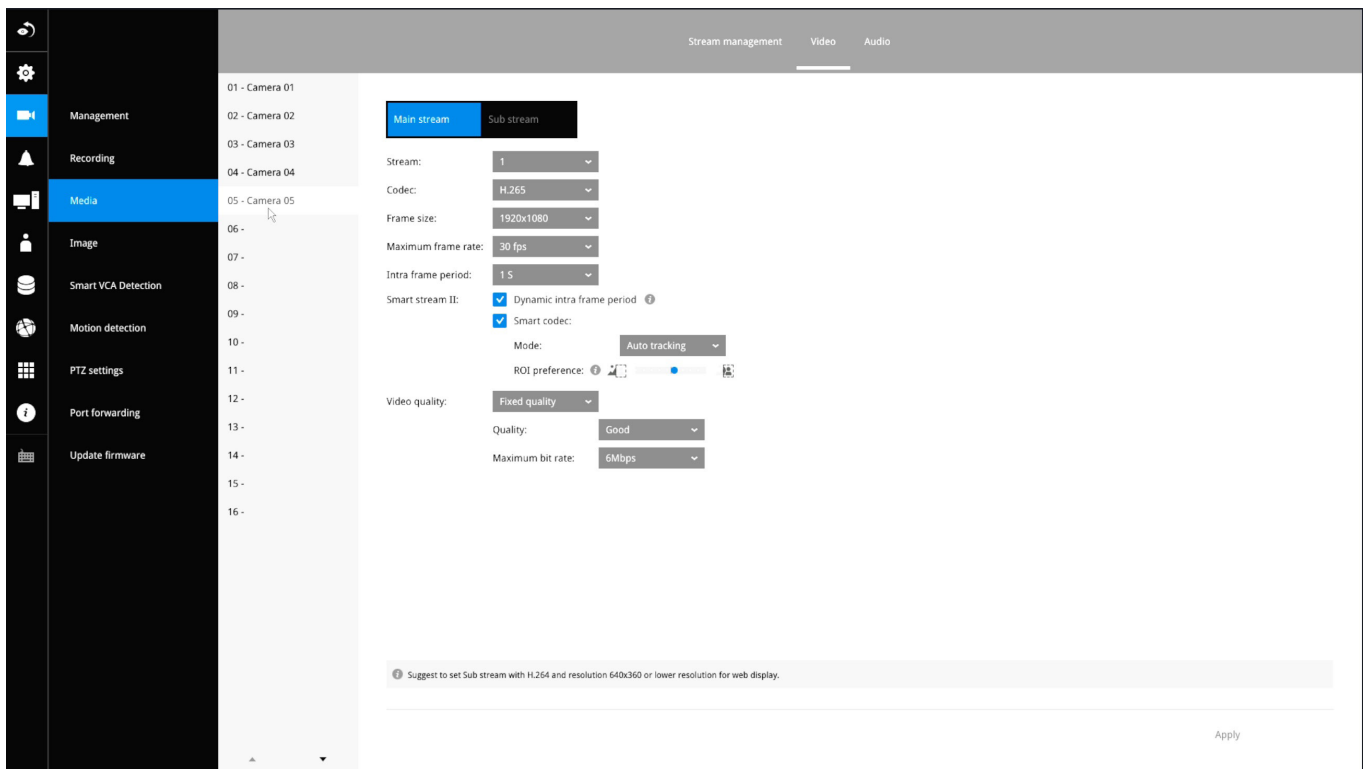 Stream management Video Audio
Management
Recording
Media
Image
Smart VCA Detection
Motion detection
PTZ settings
Port forwarding
Update firmware
01 - Camera 01
02 - Camera 02
03 - Camera 03
04 - Camera 04
05 - Camera 05
06 -
07 -
08 -
09 -
10 -
11 -
12 -
13 -
14 -
15 -
16 -
Main stream Sub stream
Stream: 1
Codec: H.265
Frame size: 1920x1080
Maximum frame rate: 30 fps
Intra frame period: 1 S
Smart stream II: Dynamic intra frame period
Smart codec:
Mode: Auto tracking
ROI preference:
Video quality: Fixed quality
Quality: Good
Maximum bit rate: 6Mbps
Suggest to set Sub stream with H.264 and resolution 640x360 or lower resolution for web display.
Apply